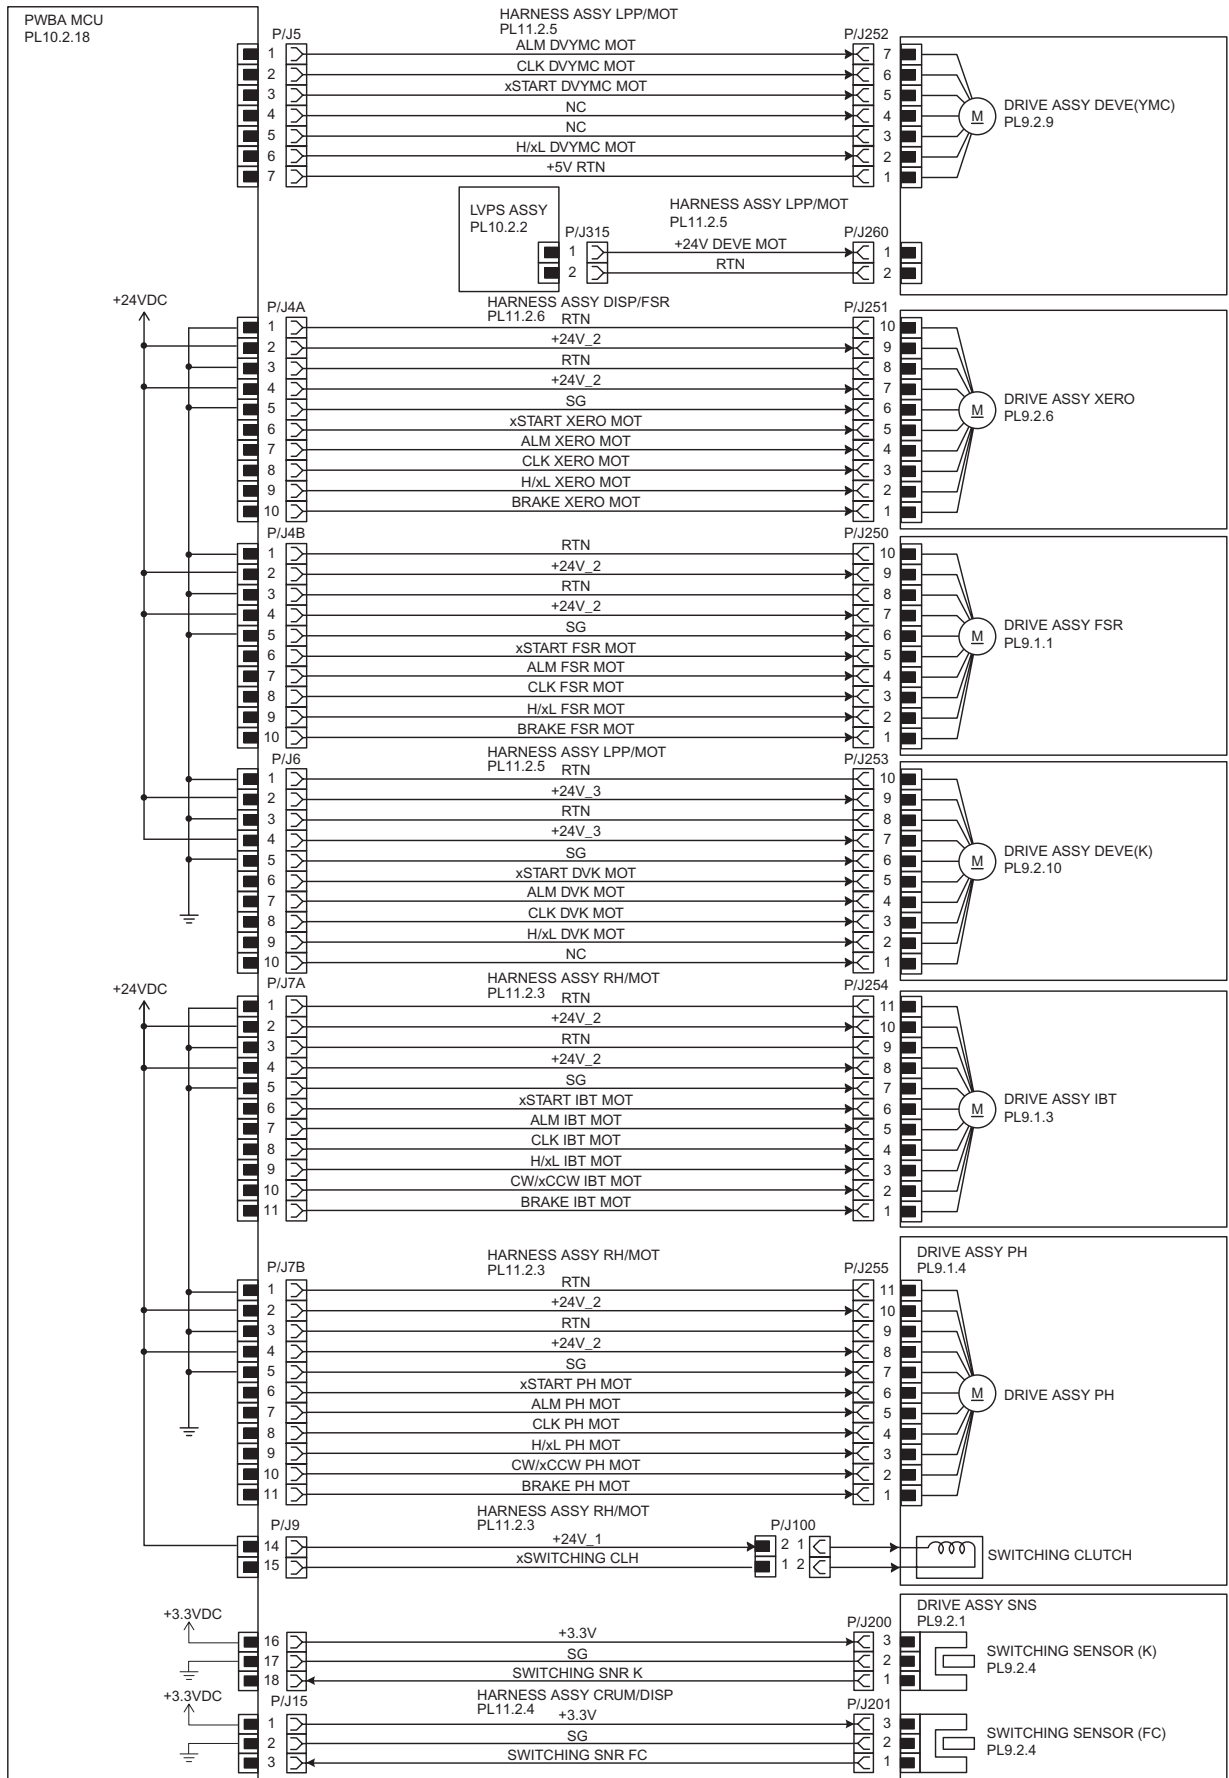 PWBA MCU
PL10.2.18
HARNESS ASSY LPP/MOT
PL11.2.5
P/J5 P/J252
1 ALM DVYMC MOT 7
2 CLK DVYMC MOT 6
3 xSTART DVYMC MOT 5
4 NC 4
5 NC 3
6 H/xL DVYMC MOT 2
7 +5V RTN 1
M
DRIVE ASSY DEVE(YMC)
PL9.2.9
LVPS ASSY
PL10.2.2
HARNESS ASSY LPP/MOT
PL11.2.5
P/J315 P/J260
1 +24V DEVE MOT 1
2 RTN 2
+24VDC
HARNESS ASSY DISP/FSR
PL11.2.6
P/J4A P/J251
1 RTN 10
2 +24V_2 9
3 RTN 8
4 +24V_2 7
5 SG 6
6 xSTART XERO MOT 5
7 ALM XERO MOT 4
8 CLK XERO MOT 3
9 H/xL XERO MOT 2
10 BRAKE XERO MOT 1
M
DRIVE ASSY XERO
PL9.2.6
P/J4B P/J250
1 RTN 10
2 +24V_2 9
3 RTN 8
4 +24V_2 7
5 SG 6
6 xSTART FSR MOT 5
7 ALM FSR MOT 4
8 CLK FSR MOT 3
9 H/xL FSR MOT 2
10 BRAKE FSR MOT 1
M
DRIVE ASSY FSR
PL9.1.1
HARNESS ASSY LPP/MOT
PL11.2.5
P/J6 P/J253
1 RTN 10
2 +24V_3 9
3 RTN 8
4 +24V_3 7
5 SG 6
6 xSTART DVK MOT 5
7 ALM DVK MOT 4
8 CLK DVK MOT 3
9 H/xL DVK MOT 2
10 NC 1
M
DRIVE ASSY DEVE(K)
PL9.2.10
+24VDC
HARNESS ASSY RH/MOT
PL11.2.3
P/J7A P/J254
1 RTN 11
2 +24V_2 10
3 RTN 9
4 +24V_2 8
5 SG 7
6 xSTART IBT MOT 6
7 ALM IBT MOT 5
8 CLK IBT MOT 4
9 H/xL IBT MOT 3
10 CW/xCCW IBT MOT 2
11 BRAKE IBT MOT 1
M
DRIVE ASSY IBT
PL9.1.3
DRIVE ASSY PH
PL9.1.4
HARNESS ASSY RH/MOT
PL11.2.3
P/J7B P/J255
1 RTN 11
2 +24V_2 10
3 RTN 9
4 +24V_2 8
5 SG 7
6 xSTART PH MOT 6
7 ALM PH MOT 5
8 CLK PH MOT 4
9 H/xL PH MOT 3
10 CW/xCCW PH MOT 2
11 BRAKE PH MOT 1
M
DRIVE ASSY PH
HARNESS ASSY RH/MOT
PL11.2.3
P/J9 P/J100
14 +24V_1 2 1
15 xSWITCHING CLH 1 2
SWITCHING CLUTCH
DRIVE ASSY SNS
PL9.2.1
+3.3VDC
P/J200
16 +3.3V 3
17 SG 2
18 SWITCHING SNR K 1
SWITCHING SENSOR (K)
PL9.2.4
+3.3VDC
HARNESS ASSY CRUM/DISP
PL11.2.4
P/J15 P/J201
1 +3.3V 3
2 SG 2
3 SWITCHING SNR FC 1
SWITCHING SENSOR (FC)
PL9.2.4